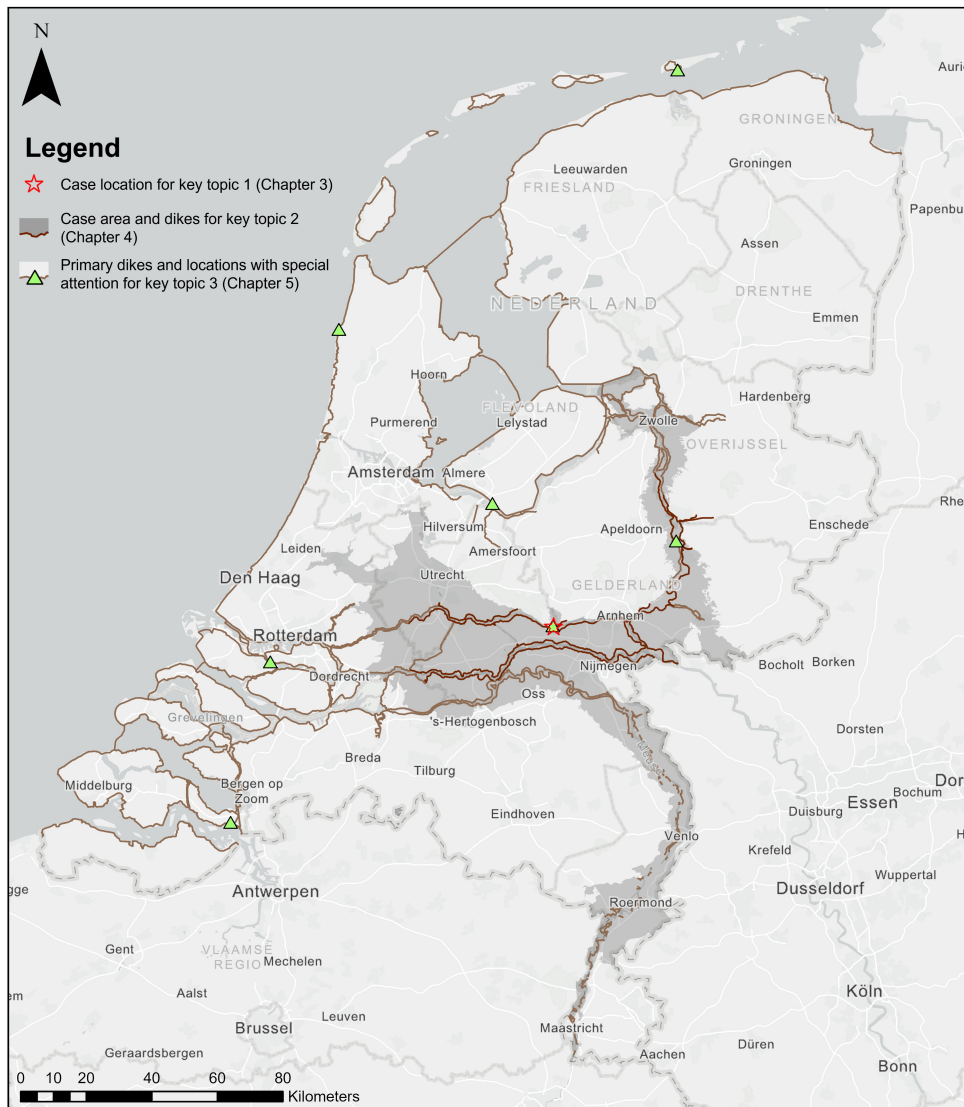 N
Legend
Case location for key topic 1 (Chapter 3)
Case area and dikes for key topic 2
(Chapter 4)
Primary dikes and locations with special
attention for key topic 3 (Chapter 5)
Auri
GRONINGEN
Leeuwarden
Groningen
FRIESLAND
Papenbu
Assen
DRENTHE
NEDERLAND
Emmen
Hoorn
Hardenberg
FLEVOLAND
Purmerend
Lelystad
Zwolle
OVERIJSSEL
Amsterdam
Almere
Rhe
Hilversum
Apeldoorn
Enschede
Leiden
Amersfoort
Utrecht
Den Haag
GELDERLAND
Arnhem
Rotterdam
Nijmegen
Bocholt
Borken
Dordrecht
Oss
Grevelingen
's-Hertogenbosch
Dorsten
Breda
Tilburg
Maas
Middelburg
Bergen op
Zoom
Dor
Bochum
Essen
Eindhoven
Duisburg
Venlo
H
Krefeld
gge
Antwerpen
Dusseldorf
Wuppertal
Roermond
Gent
VLAAMSE
REGIO
Mechelen
em
Aalst
Köln
Leuven
Brussel
Maastricht
Geraardsbergen
Aachen
Düren
Bonn
0 10 20 40 60 80
Kilometers